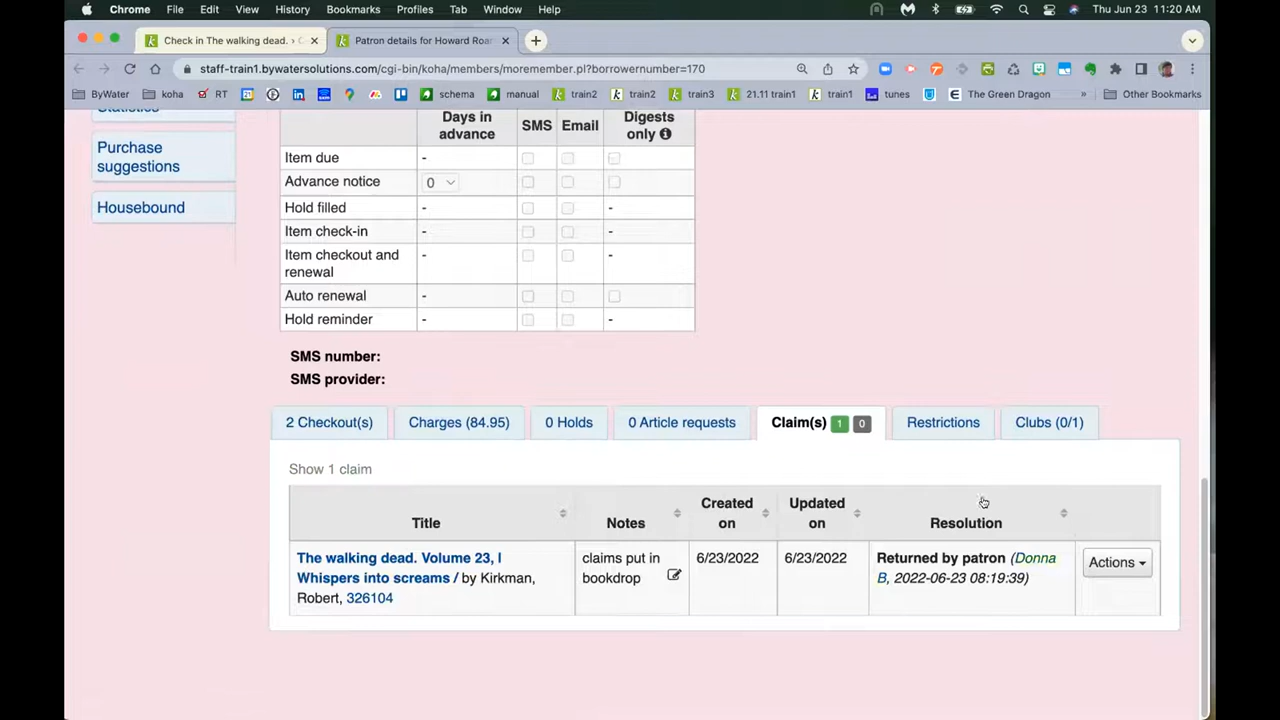 Chrome File Edit View History Bookmarks Profiles Tab Window Help Thu Jun 23 11:20 AM
Check in The walking dead. › C Patron details for Howard Roar
staff-train1.bywatersolutions.com/cgi-bin/koha/members/moremember.pl?borrowernumber=170
ByWater koha RT schema manual train2 train2 train3 21.11 train1 train1 tunes The Green Dragon » Other Bookmarks
Statistics
Purchase
suggestions
Housebound
Days in
advance
SMS
Email
Digests
only
Item due -
Advance notice 0
Hold filled - -
Item check-in - -
Item checkout and
renewal
- -
Auto renewal -
Hold reminder - -
SMS number:
SMS provider:
2 Checkout(s) Charges (84.95) 0 Holds 0 Article requests Claim(s) 1 0 Restrictions Clubs (0/1)
Show 1 claim
Title
Notes
Created
on
Updated
on
Resolution
The walking dead. Volume 23, |
Whispers into screams / by Kirkman,
Robert, 326104
claims put in
bookdrop
6/23/2022
6/23/2022
Returned by patron (Donna
B, 2022-06-23 08:19:39)
Actions